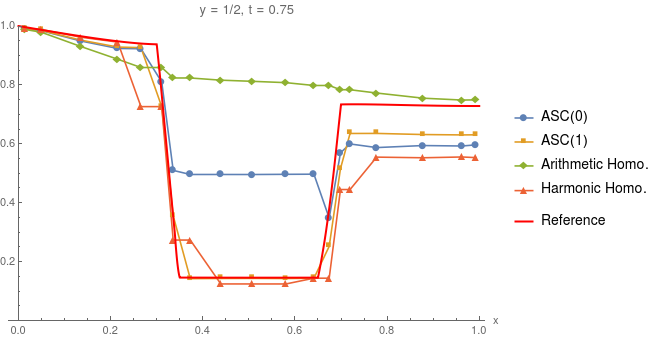 y = 1/2, t = 0.75
1.0
0.8
0.6
0.4
0.2
0.0
0.2
0.4
0.6
0.8
1.0
x
ASC(0)
ASC(1)
Arithmetic Homo.
Harmonic Homo.
Reference